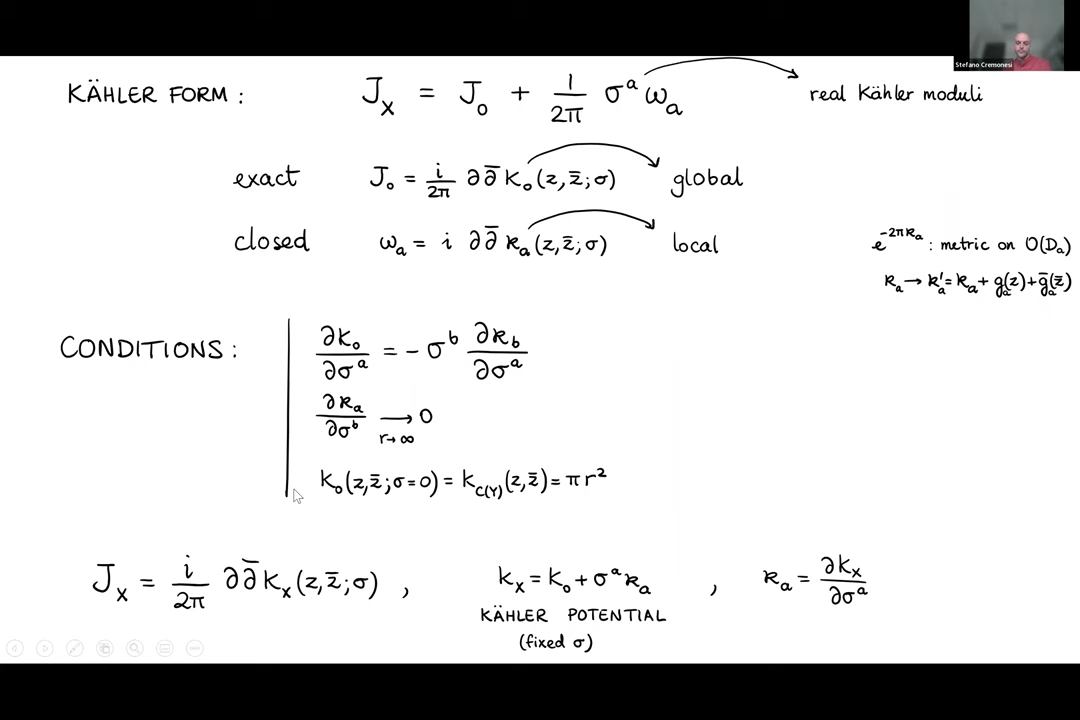 Stefano Cremonesi
KÄHLER FORM : J_X = J_0 + 1/2π σ^a ω_a real Kähler moduli
exact J_0 = i/2π ∂∂̄ K_0(z,z̄;σ) global
closed ω_a = i ∂∂̄ κ_a(z,z̄;σ) local
e^{-2πκ_a} : metric on O(D_a)
κ_a → κ'_a = κ_a + g_a(z) + ḡ_a(z̄)
CONDITIONS : ∂K_0/∂σ^a = - σ^b ∂κ_b/∂σ^a
∂κ_a/∂σ^b ⟶_{r→∞} 0
K_0(z,z̄;σ=0) = K_{C(Y)}(z,z̄) = π r²
J_X = i/2π ∂∂̄ K_X(z,z̄;σ) , K_X = K_0 + σ^a κ_a , κ_a = ∂K_X/∂σ^a
KÄHLER POTENTIAL
(fixed σ)